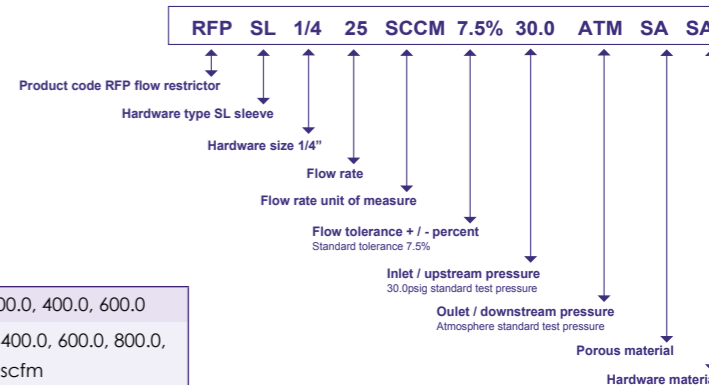 RFP SL 1/4 25 SCCM 7.5% 30.0 ATM SA SA
Product code RFP flow restrictor
Hardware type SL sleeve
Hardware size 1/4”
Flow rate
Flow rate unit of measure
Flow tolerance + / - percent
Standard tolerance 7.5%
Inlet / upstream pressure
30.0psig standard test pressure
Oulet / downstream pressure
Atmosphere standard test pressure
Porous material
Hardware material
00.0, 400.0, 600.0
400.0, 600.0, 800.0,
scfm